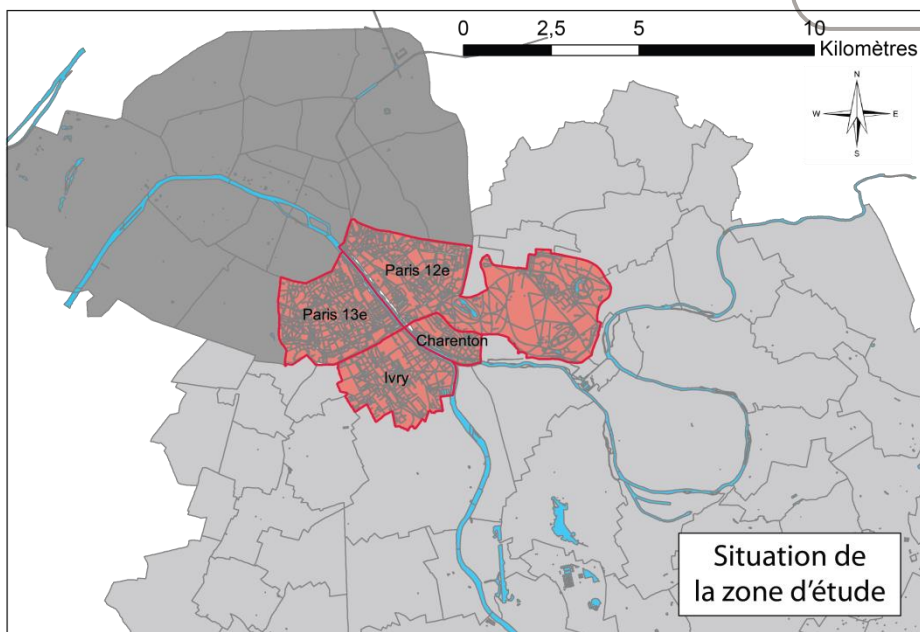 0 2,5 5 10
Kilomètres
N
W E
S
Paris 12e
Paris 13e
Charenton
Ivry
Situation de
la zone d'étude